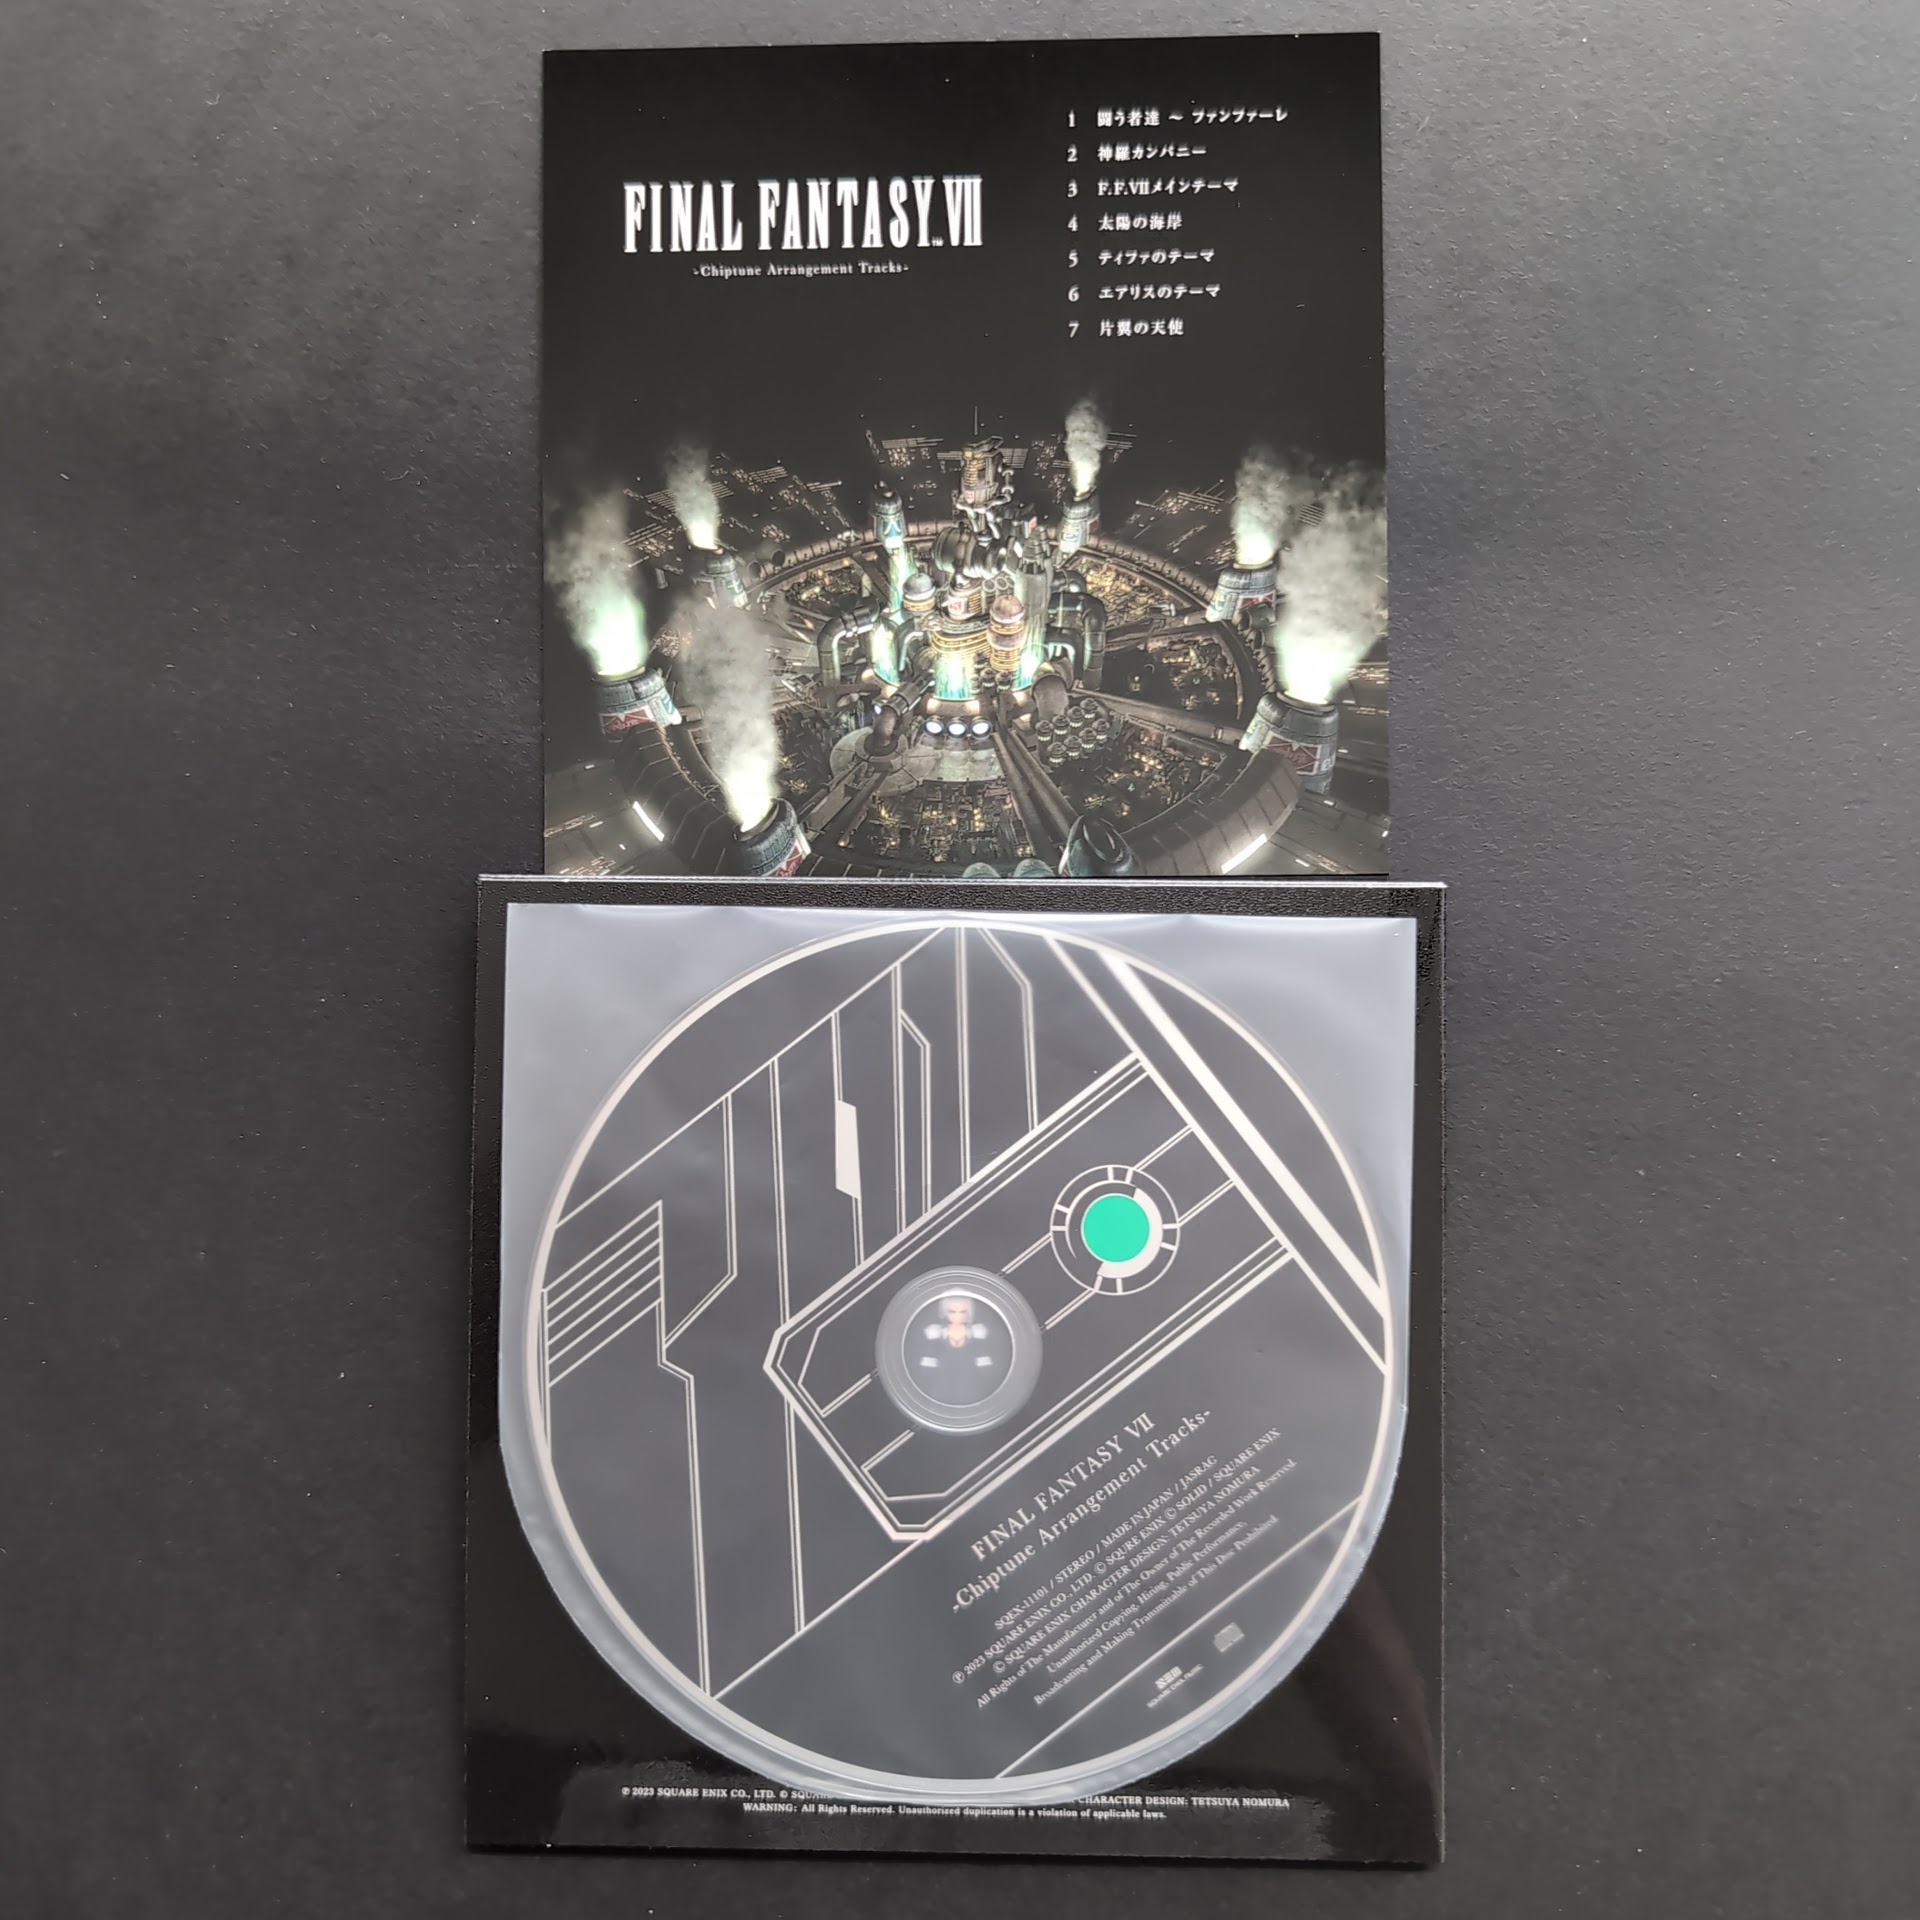 FINAL FANTASY VII
-Chiptune Arrangement Tracks-
1 闘う者達 ～ ファンファーレ
2 神羅カンパニー
3 F.F.VIIメインテーマ
4 太陽の海岸
5 ティファのテーマ
6 エアリスのテーマ
7 片翼の天使
FINAL FANTASY VII
-Chiptune Arrangement Tracks-
SQEX-11101 / STEREO / MADE IN JAPAN / JASRAC
Ⓟ 2023 SQUARE ENIX CO., LTD. © SQURE ENIX © SOLID / SQUARE ENIX
© SQUARE ENIX CHARACTER DESIGN: TETSUYA NOMURA
All Rights of The Manufacturer and of The Owner of The Recorded Work Reserved.
Unauthorized Copying, Hiring, Public Performance,
Broadcasting and Making Transmittable of This Disc Prohibited.
SQUARE ENIX MUSIC
Ⓟ 2023 SQUARE ENIX CO., LTD. © CHARACTER DESIGN: TETSUYA NOMURA
WARNING: All Rights Reserved. Unauthorized duplication is a violation of applicable laws.